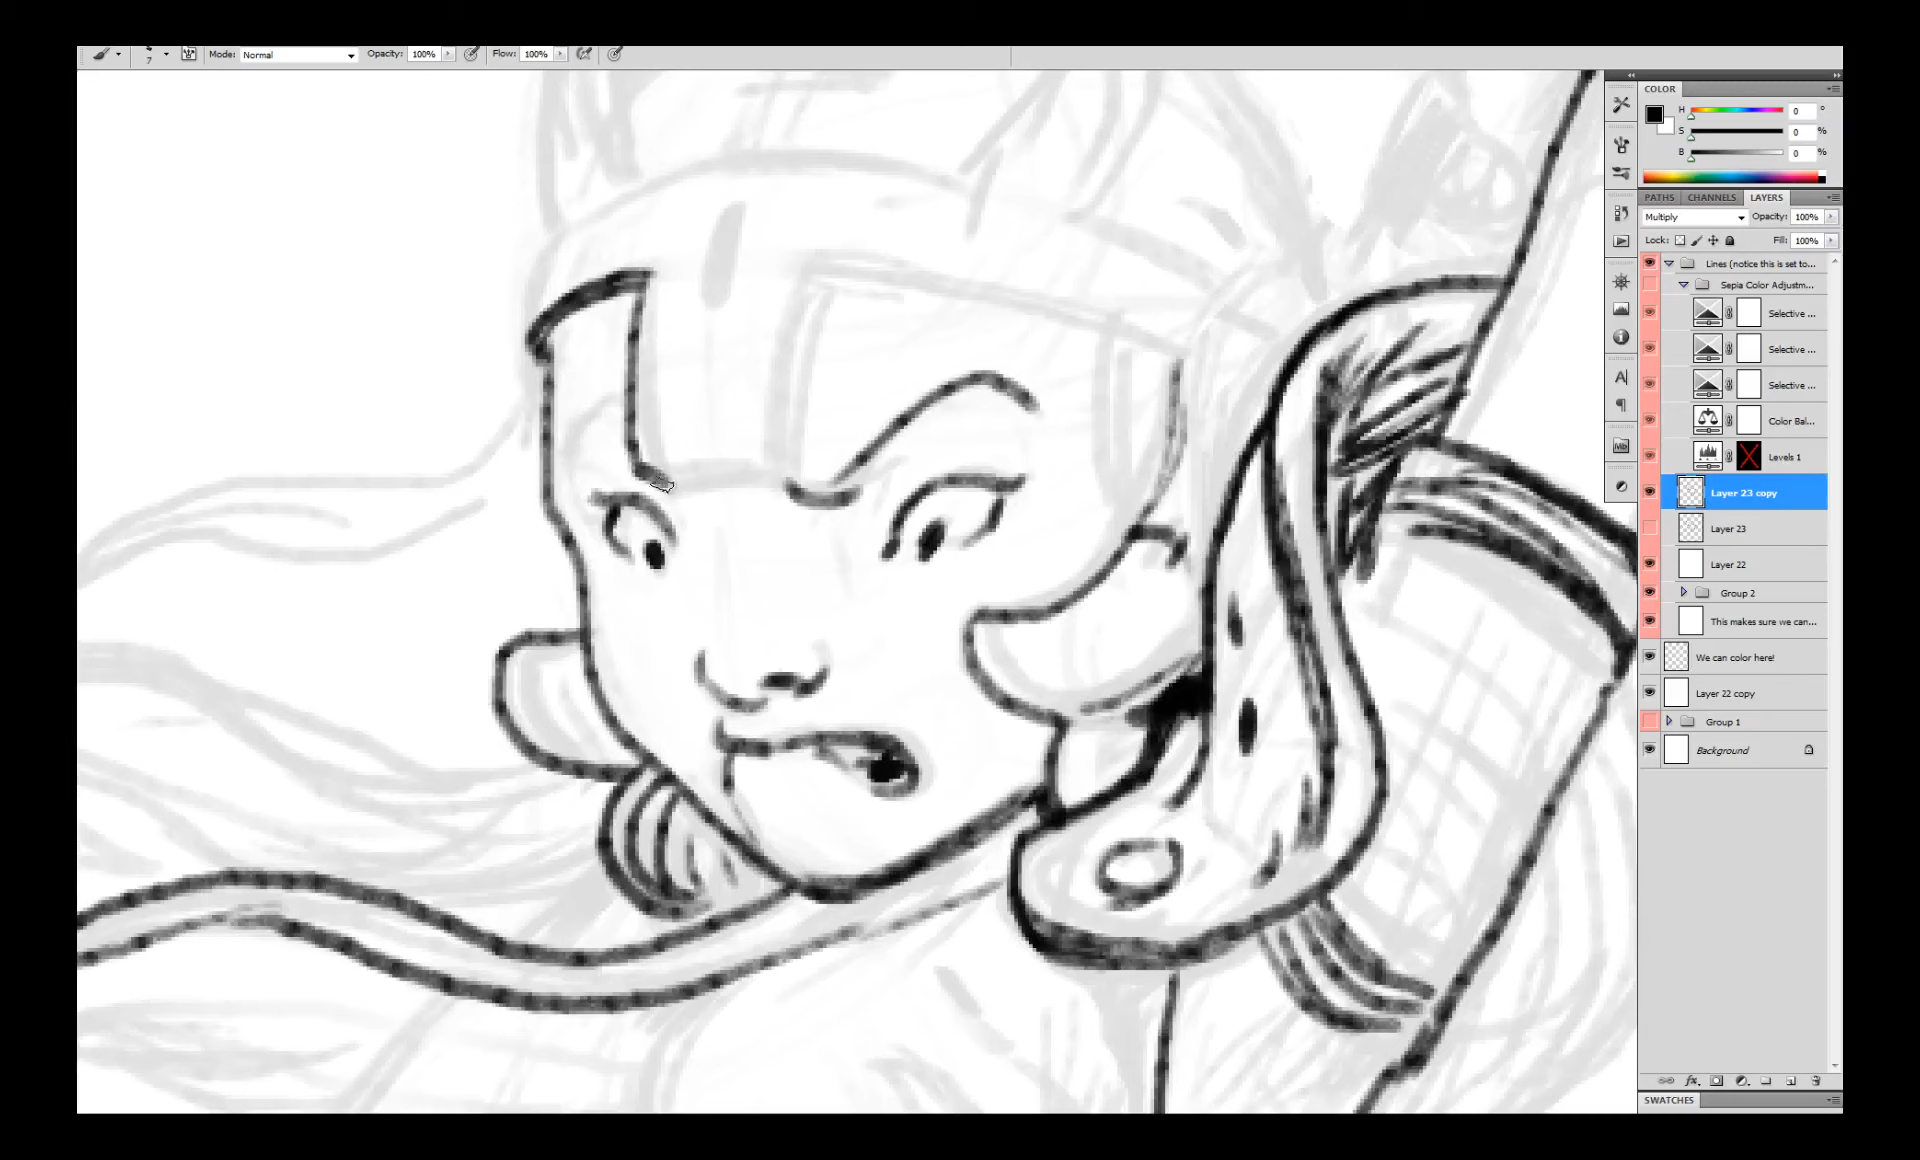 7 Mode: Normal Opacity: 100% Flow: 100%
COLOR
H 0 °
S 0 %
B 0 %
PATHS CHANNELS LAYERS
Multiply Opacity: 100%
Lock: Fill: 100%
Lines (notice this is set to...
Sepia Color Adjustm...
Selective ...
Selective ...
Selective ...
Color Bal...
Levels 1
Layer 23 copy
Layer 23
Layer 22
Group 2
This makes sure we can...
We can color here!
Layer 22 copy
Group 1
Background
fx.
SWATCHES
A
Mb